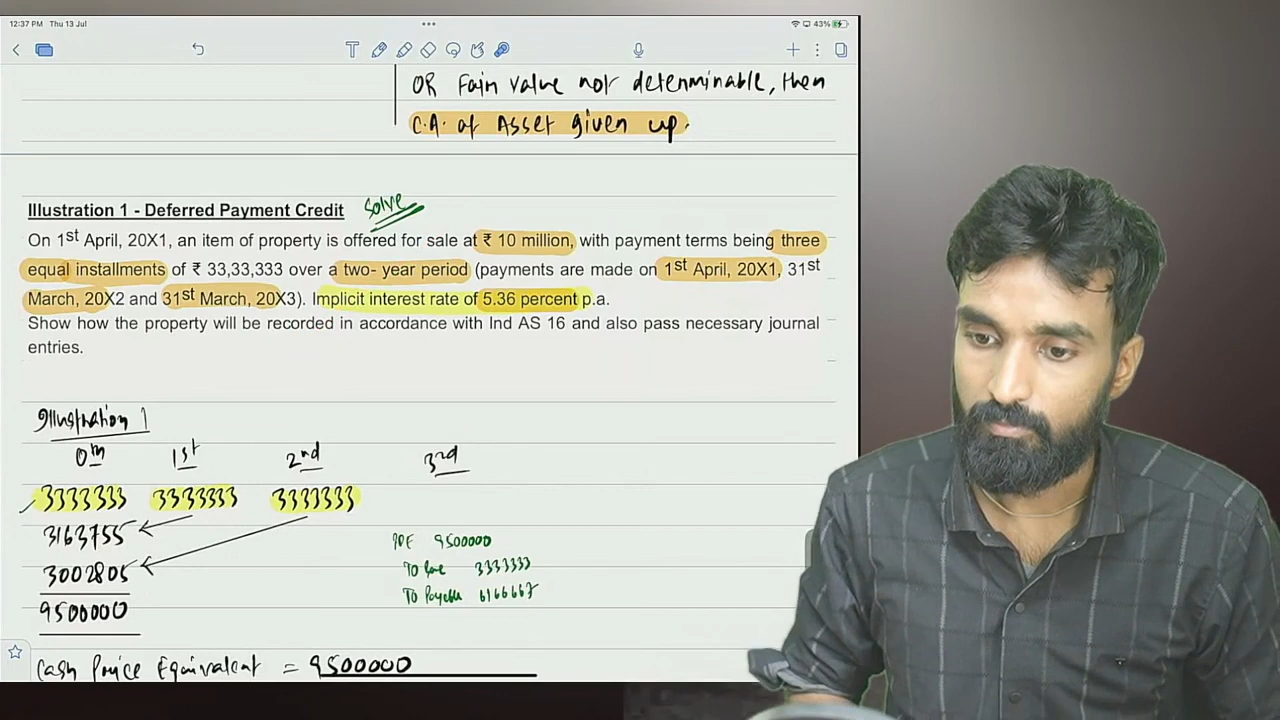 12:37 PM Thu 13 Jul
43%
OR Fair value not determinable, then
C.A. of Asset given up.
Illustration 1 - Deferred Payment Credit
Solve
On 1st April, 20X1, an item of property is offered for sale at ₹ 10 million, with payment terms being three
equal installments of ₹ 33,33,333 over a two- year period (payments are made on 1st April, 20X1, 31st
March, 20X2 and 31st March, 20X3). Implicit interest rate of 5.36 percent p.a.
Show how the property will be recorded in accordance with Ind AS 16 and also pass necessary journal
entries.
Illustration 1
0th 1st 2nd 3rd
3333333 3333333 3333333
3163755
3002805
9500000
PPE 9500000
To Bank 3333333
To Payable 6166667
Cash Price Equivalent = 9500000